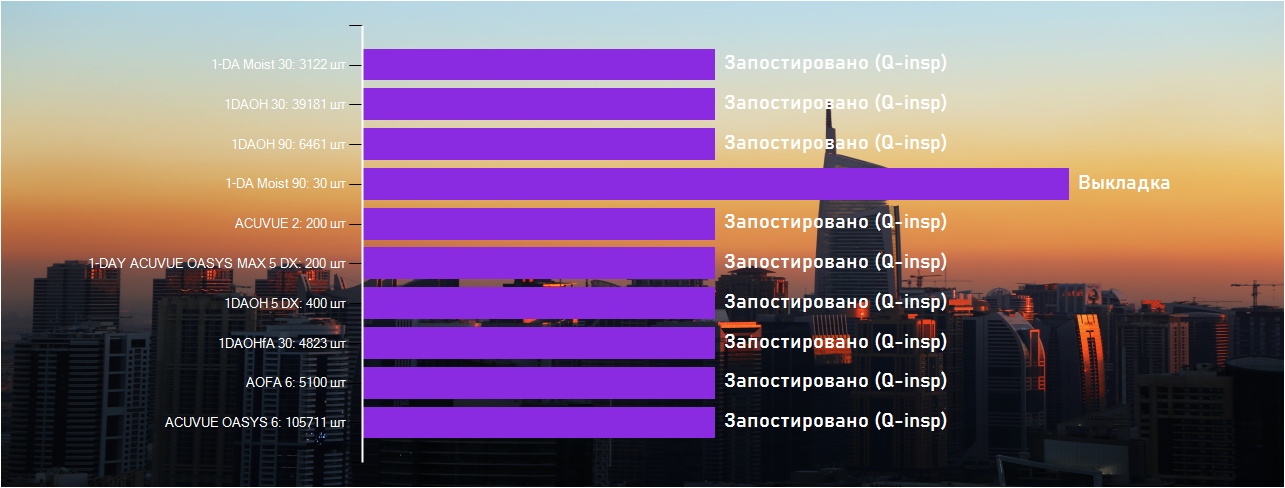 1-DA Moist 30: 3122 шт Запостировано (Q-insp)
1DAOH 30: 39181 шт Запостировано (Q-insp)
1DAOH 90: 6461 шт Запостировано (Q-insp)
1-DA Moist 90: 30 шт Выкладка
ACUVUE 2: 200 шт Запостировано (Q-insp)
1-DAY ACUVUE OASYS MAX 5 DX: 200 шт Запостировано (Q-insp)
1DAOH 5 DX: 400 шт Запостировано (Q-insp)
1DAOHfA 30: 4823 шт Запостировано (Q-insp)
AOFA 6: 5100 шт Запостировано (Q-insp)
ACUVUE OASYS 6: 105711 шт Запостировано (Q-insp)